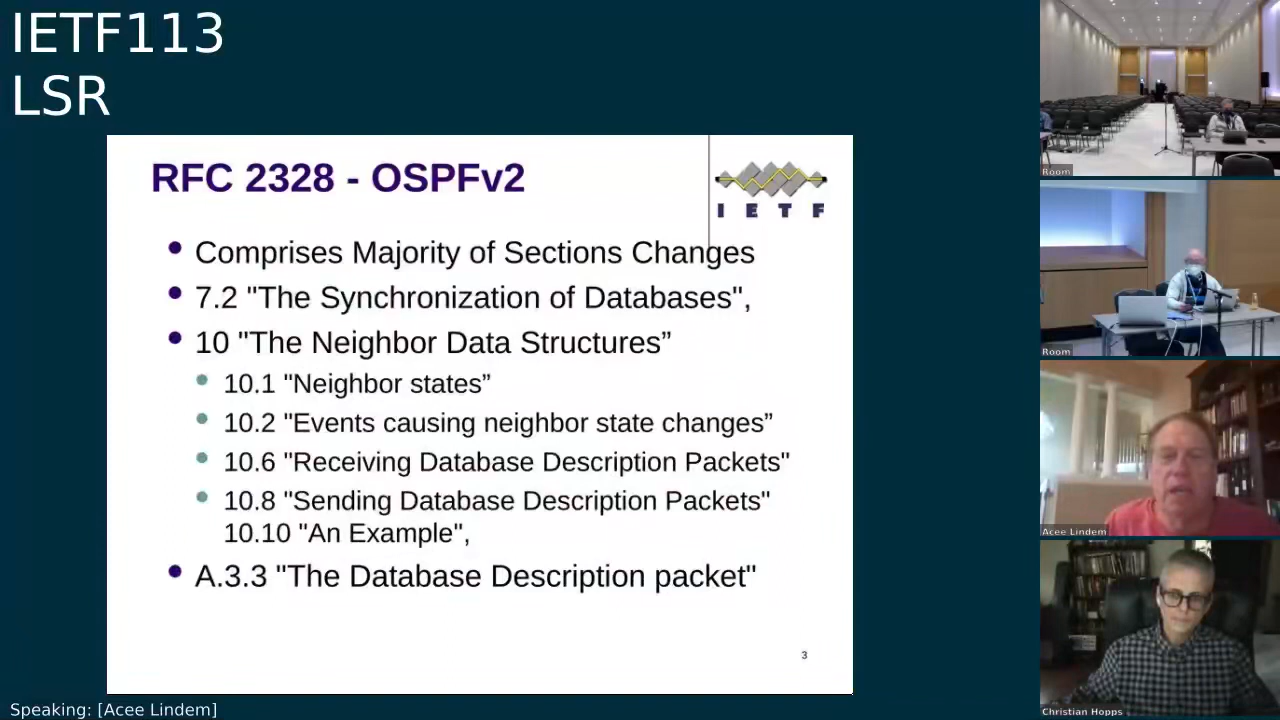 IETF113
LSR
RFC 2328 - OSPFv2
I E T F
Comprises Majority of Sections Changes
7.2 "The Synchronization of Databases",
10 "The Neighbor Data Structures”
10.1 "Neighbor states”
10.2 "Events causing neighbor state changes”
10.6 "Receiving Database Description Packets"
10.8 "Sending Database Description Packets"
10.10 "An Example",
A.3.3 "The Database Description packet"
3
Speaking: [Acee Lindem]
Room
Room
Acee Lindem
Christian Hopps